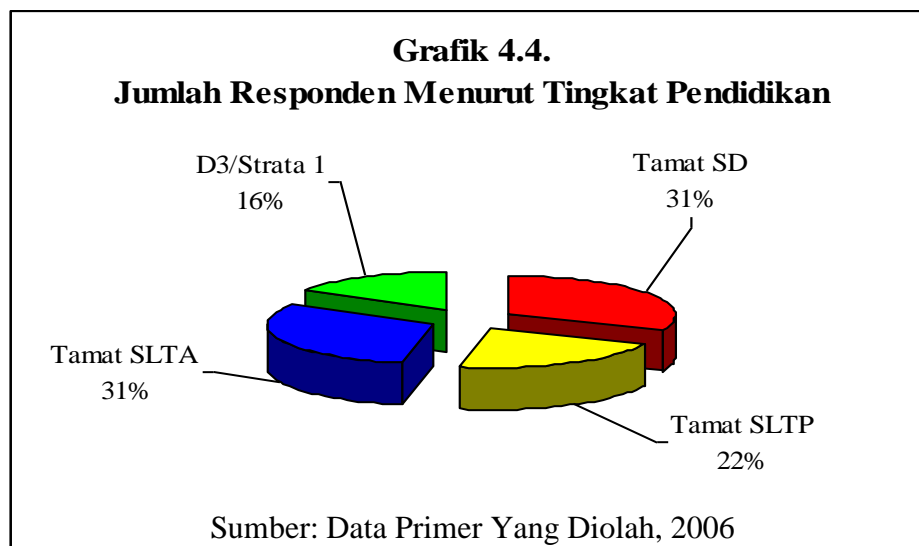 Grafik 4.4.
Jumlah Responden Menurut Tingkat Pendidikan
D3/Strata 1
16%
Tamat SD
31%
Tamat SLTA
31%
Tamat SLTP
22%
Sumber: Data Primer Yang Diolah, 2006